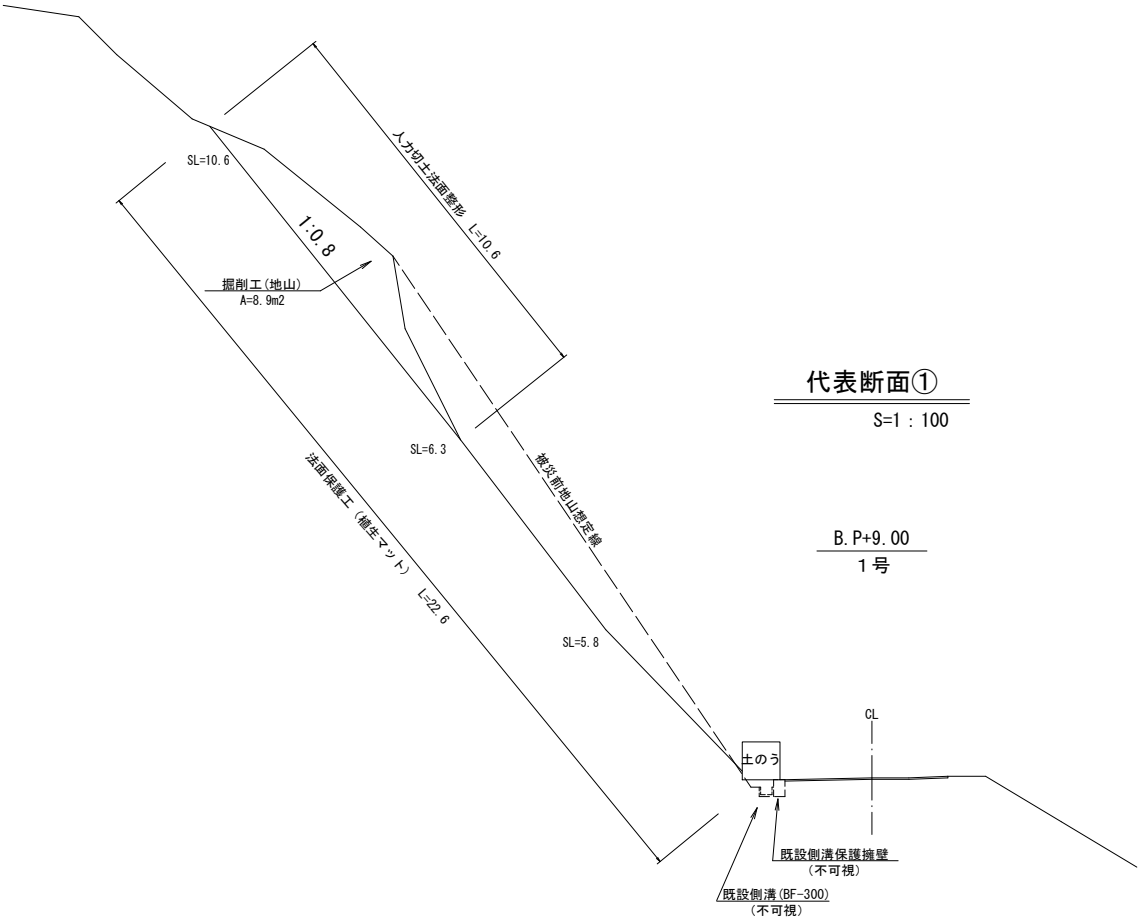 人力切土法面整形 L=10.6
SL=10.6
1:0.8
掘削工(地山)
A=8.9m2
代表断面①
S=1：100
SL=6.3
被災前地山想定線
法面保護工（植生マット） L=22.6
B.P+9.00
1号
SL=5.8
CL
土のう
既設側溝保護擁壁
(不可視)
既設側溝(BF-300)
(不可視)